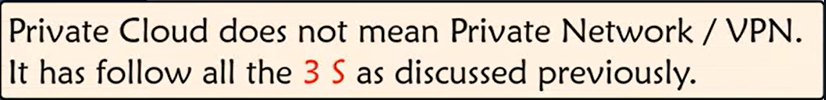 Private Cloud does not mean Private Network / VPN.
It has follow all the 3 S as discussed previously.